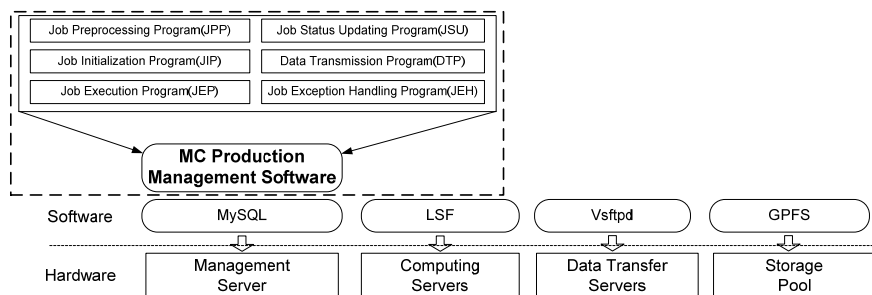 Job Preprocessing Program(JPP)
Job Status Updating Program(JSU)
Job Initialization Program(JIP)
Data Transmission Program(DTP)
Job Execution Program(JEP)
Job Exception Handling Program(JEH)
MC Production
Management Software
Software
MySQL
LSF
Vsftpd
GPFS
Hardware
Management
Server
Computing
Servers
Data Transfer
Servers
Storage
Pool